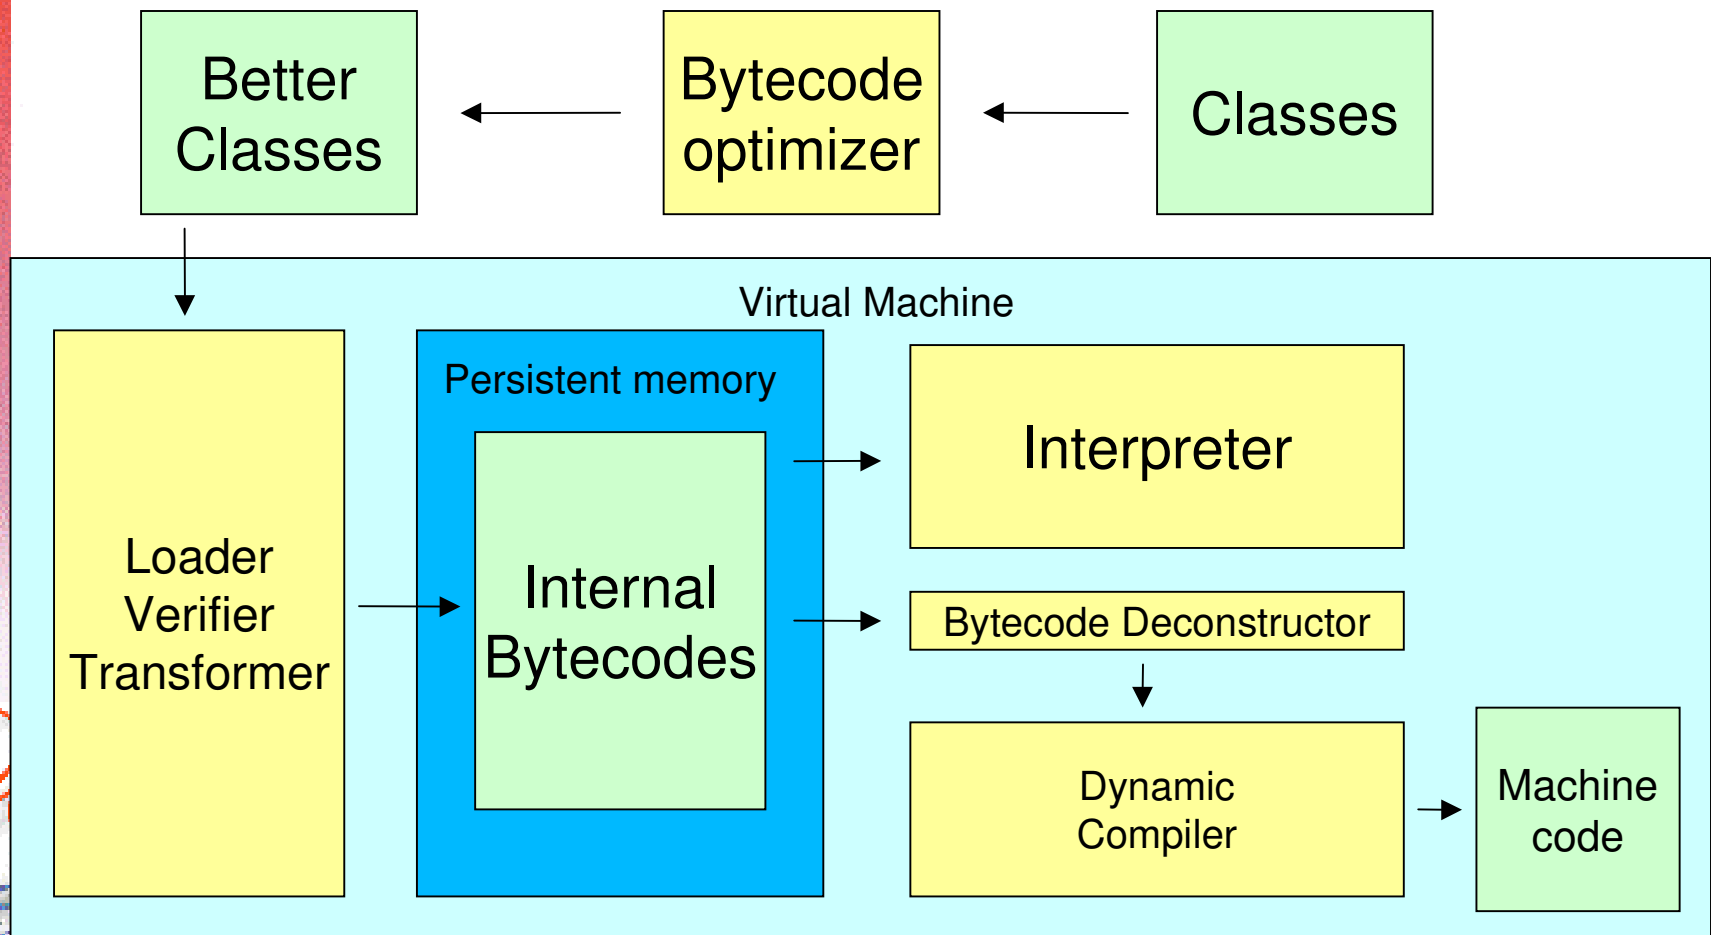 Better
Classes
Bytecode
optimizer
Classes
Virtual Machine
Loader
Verifier
Transformer
Persistent memory
Internal
Bytecodes
Interpreter
Bytecode Deconstructor
Dynamic
Compiler
Machine
code